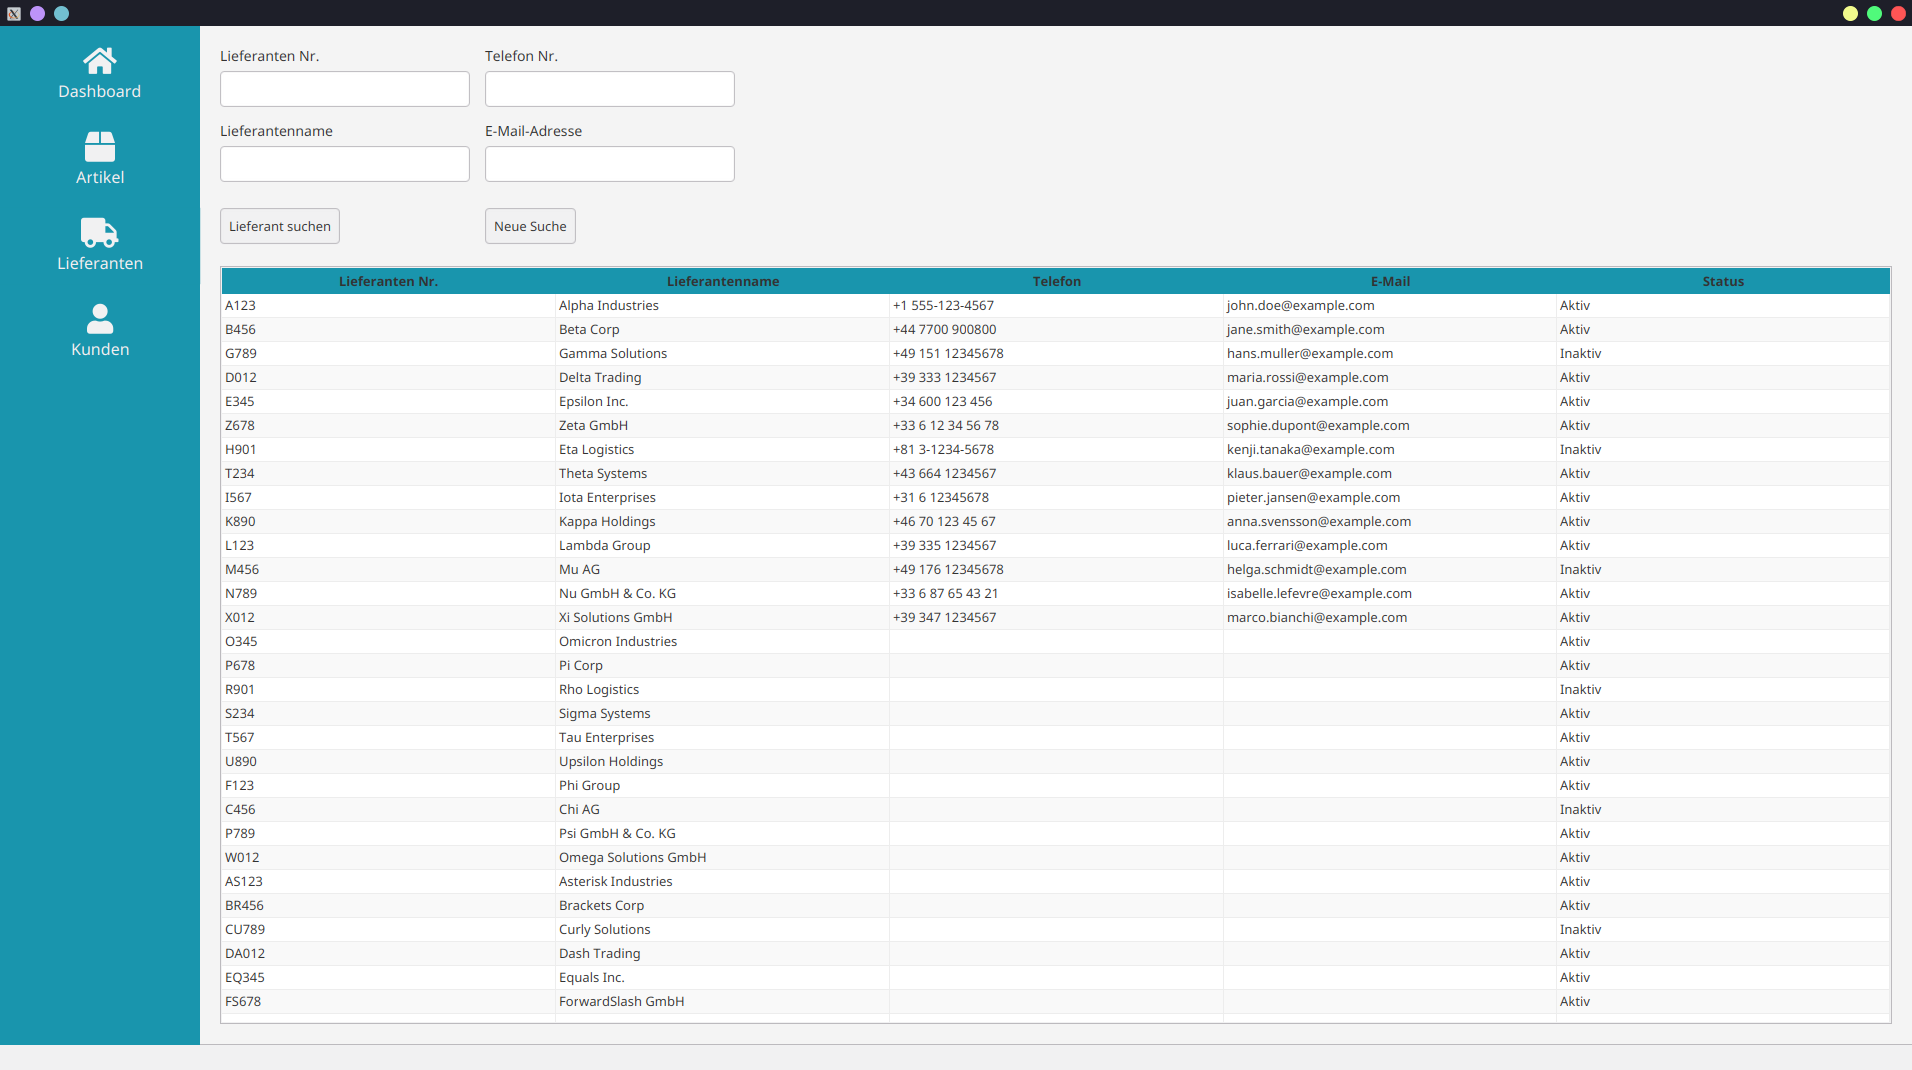 Dashboard
Artikel
Lieferanten
Kunden
Lieferanten Nr. Telefon Nr.
Lieferantenname E-Mail-Adresse
Lieferant suchen Neue Suche
Lieferanten Nr. Lieferantenname Telefon E-Mail Status
A123 Alpha Industries +1 555-123-4567 john.doe@example.com Aktiv
B456 Beta Corp +44 7700 900800 jane.smith@example.com Aktiv
G789 Gamma Solutions +49 151 12345678 hans.muller@example.com Inaktiv
D012 Delta Trading +39 333 1234567 maria.rossi@example.com Aktiv
E345 Epsilon Inc. +34 600 123 456 juan.garcia@example.com Aktiv
Z678 Zeta GmbH +33 6 12 34 56 78 sophie.dupont@example.com Aktiv
H901 Eta Logistics +81 3-1234-5678 kenji.tanaka@example.com Inaktiv
T234 Theta Systems +43 664 1234567 klaus.bauer@example.com Aktiv
I567 Iota Enterprises +31 6 12345678 pieter.jansen@example.com Aktiv
K890 Kappa Holdings +46 70 123 45 67 anna.svensson@example.com Aktiv
L123 Lambda Group +39 335 1234567 luca.ferrari@example.com Aktiv
M456 Mu AG +49 176 12345678 helga.schmidt@example.com Inaktiv
N789 Nu GmbH & Co. KG +33 6 87 65 43 21 isabelle.lefevre@example.com Aktiv
X012 Xi Solutions GmbH +39 347 1234567 marco.bianchi@example.com Aktiv
O345 Omicron Industries Aktiv
P678 Pi Corp Aktiv
R901 Rho Logistics Inaktiv
S234 Sigma Systems Aktiv
T567 Tau Enterprises Aktiv
U890 Upsilon Holdings Aktiv
F123 Phi Group Aktiv
C456 Chi AG Inaktiv
P789 Psi GmbH & Co. KG Aktiv
W012 Omega Solutions GmbH Aktiv
AS123 Asterisk Industries Aktiv
BR456 Brackets Corp Aktiv
CU789 Curly Solutions Inaktiv
DA012 Dash Trading Aktiv
EQ345 Equals Inc. Aktiv
FS678 ForwardSlash GmbH Aktiv